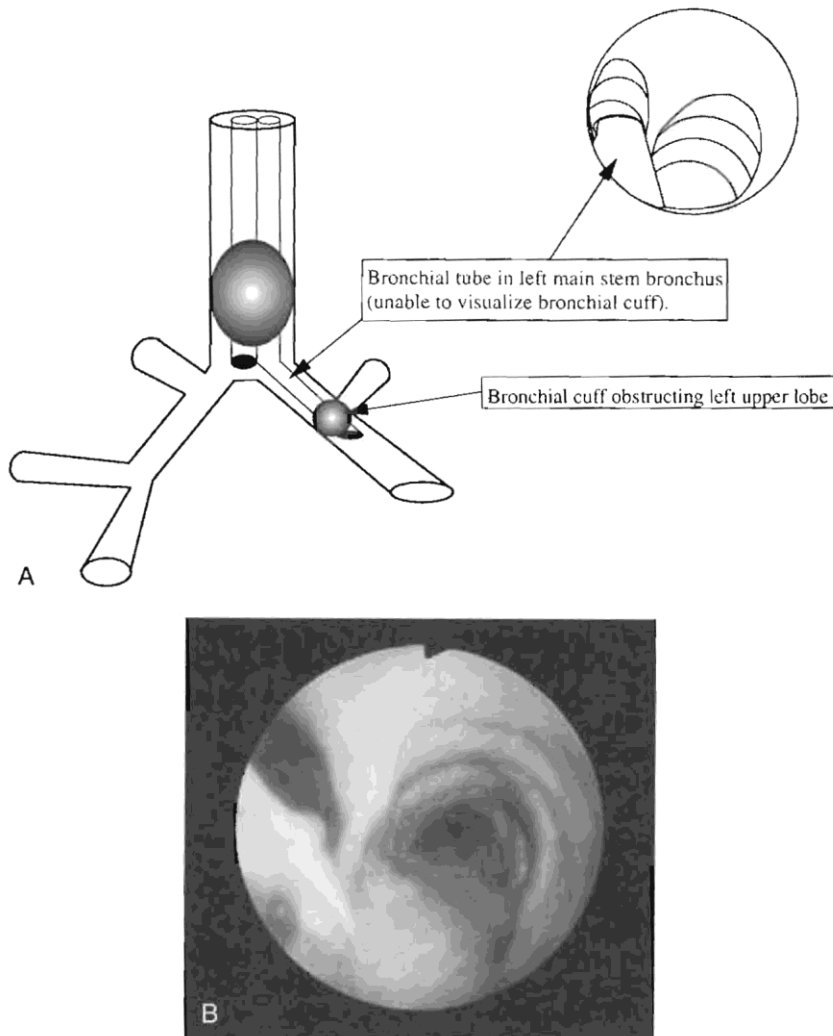 Bronchial tube in left main stem bronchus
(unable to visualize bronchial cuff).
Bronchial cuff obstructing left upper lobe
A
B